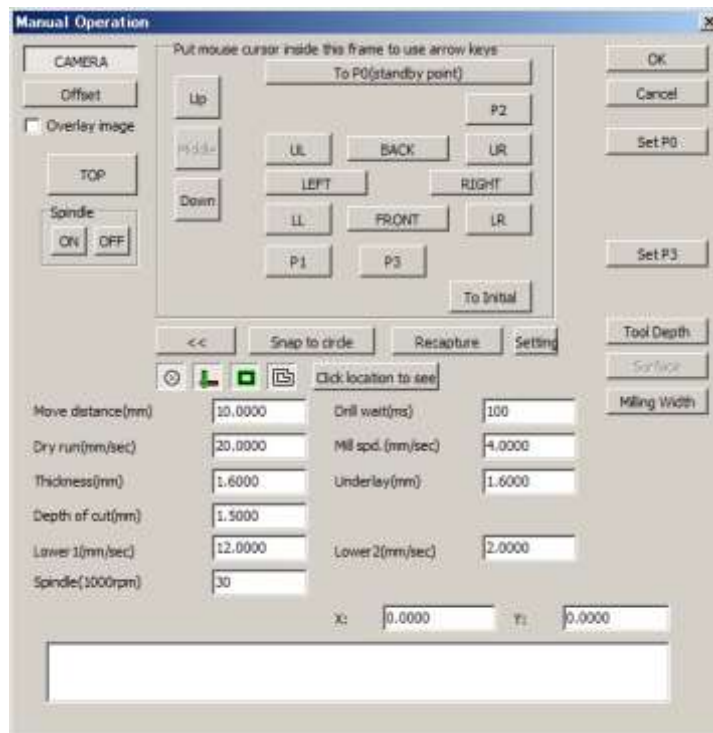 Manual Operation
CAMERA
Offset
Overlay image
TOP
Spindle
ON OFF
Put mouse cursor inside this frame to use arrow keys
To P0(standby point)
Up
P2
Middle
UL BACK UR
LEFT RIGHT
Down
LL FRONT LR
P1 P3
To Initial
OK
Cancel
Set P0
Set P3
<< Snap to circle Recapture Setting
Tool Depth
Surface
Milling Width
Click location to see
Move distance(mm) 10.0000 Drill wait(ms) 100
Dry run(mm/sec) 20.0000 Mill spd.(mm/sec) 4.0000
Thickness(mm) 1.6000 Underlay(mm) 1.6000
Depth of cut(mm) 1.5000
Lower 1(mm/sec) 12.0000 Lower2(mm/sec) 2.0000
Spindle(1000rpm) 30
X: 0.0000 Y: 0.0000